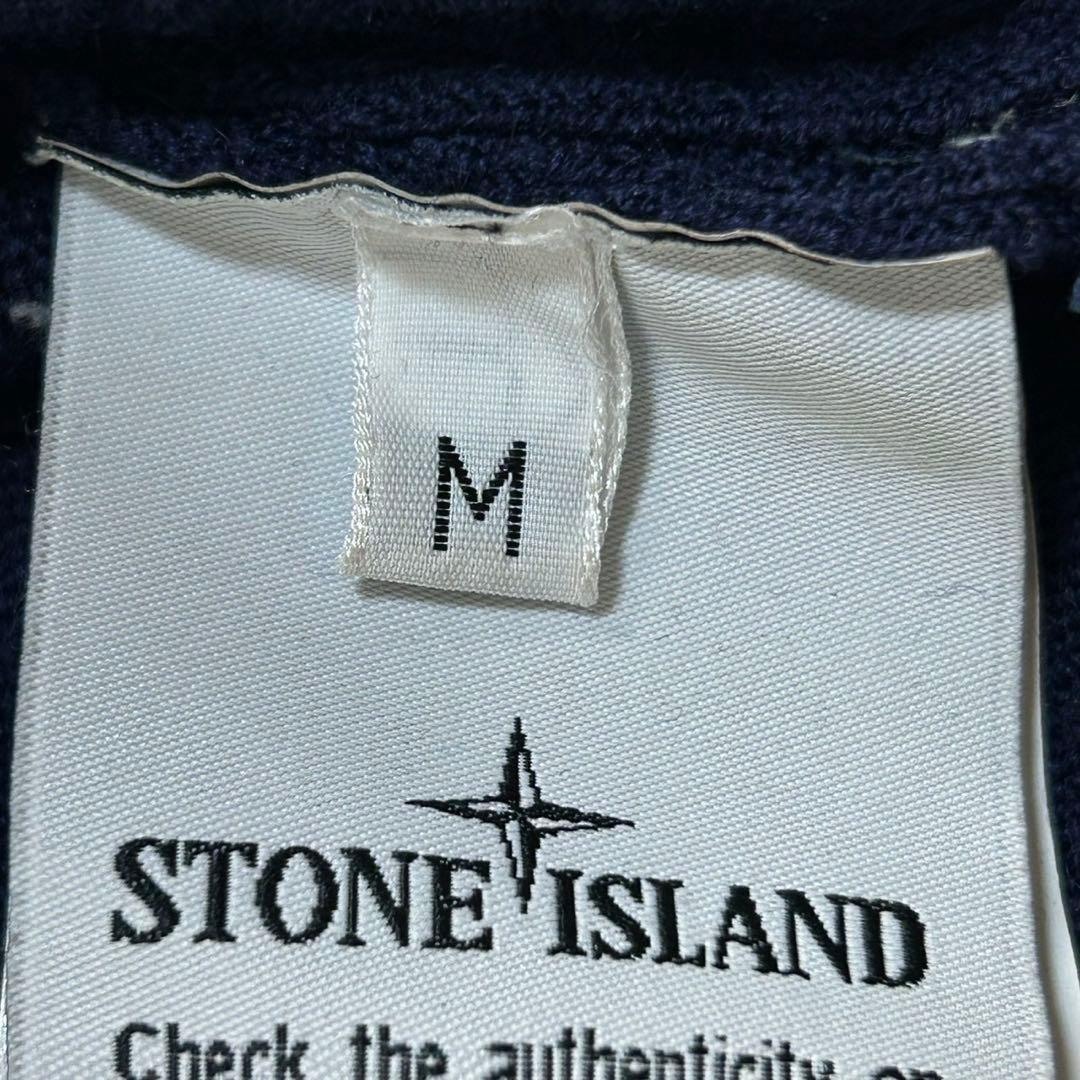 M
STONE ISLAND
Check the authenticity on